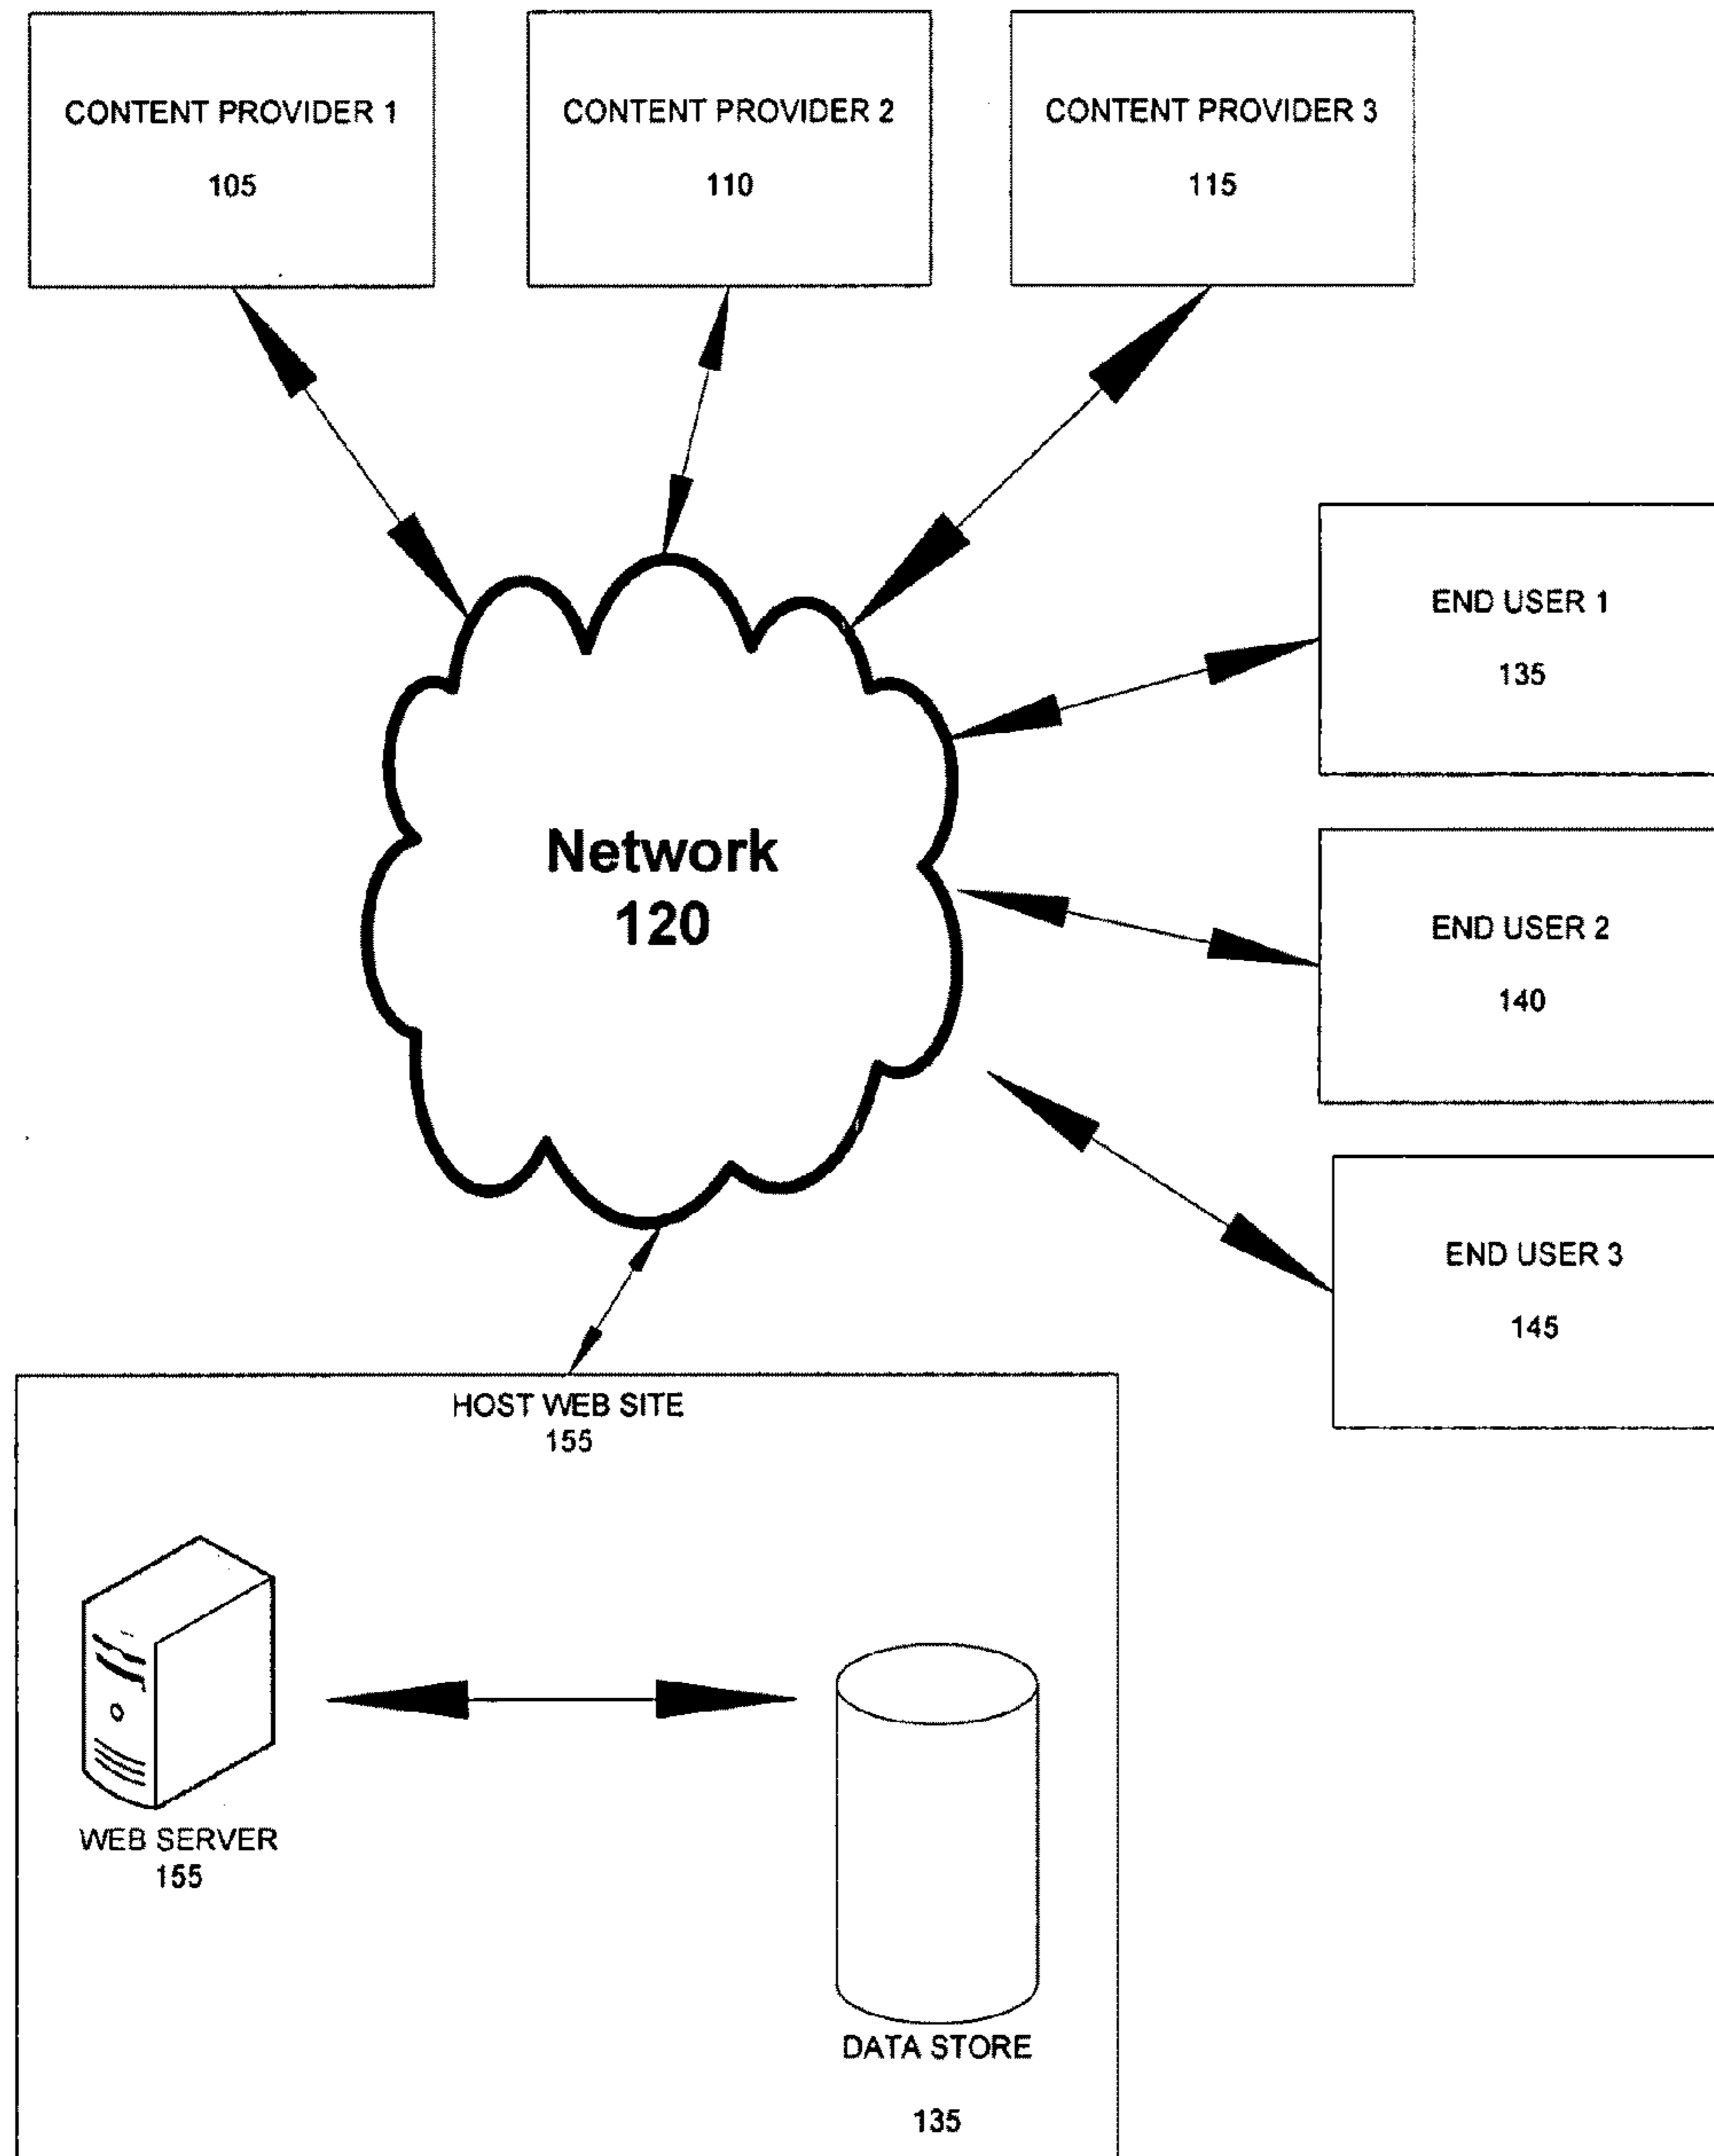 CONTENT PROVIDER 1
105
CONTENT PROVIDER 2
110
CONTENT PROVIDER 3
115
END USER 1
135
Network
120
END USER 2
140
END USER 3
145
HOST WEB SITE
155
WEB SERVER
155
DATA STORE
135